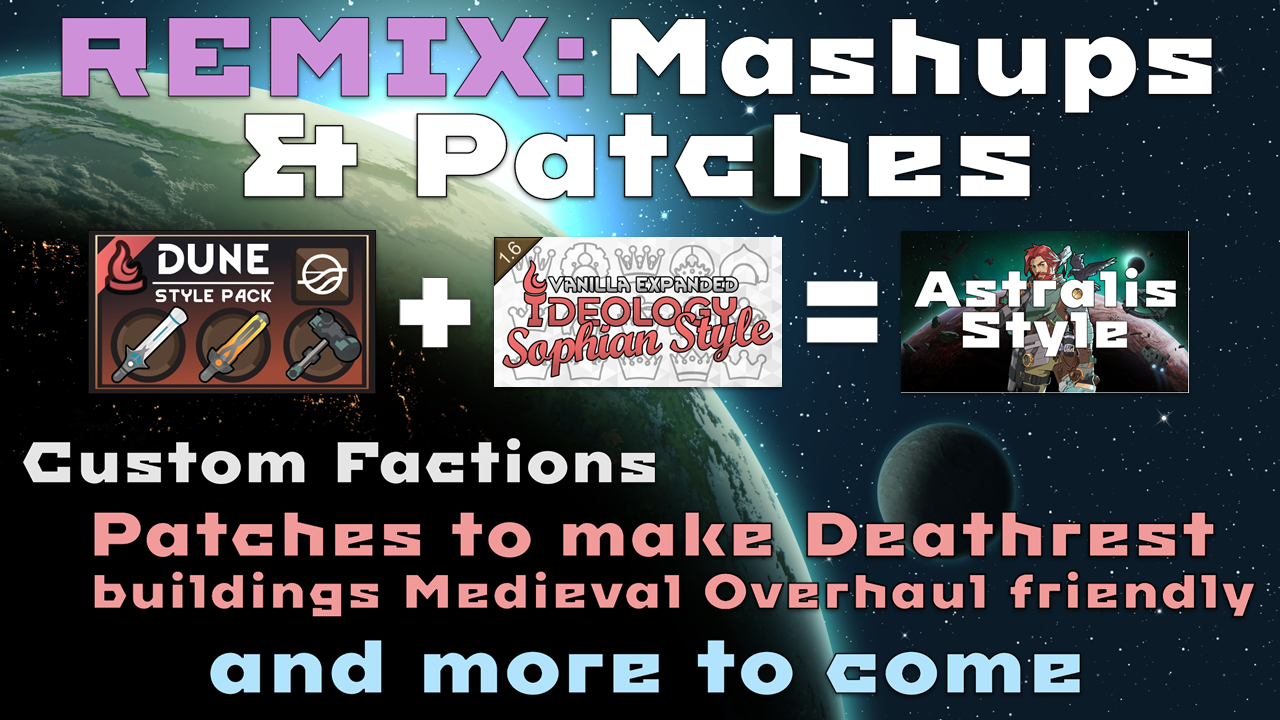 REMIX: Mashups
& Patches
DUNE
STYLE PACK
+
1.6
VANILLA EXPANDED
IDEOLOGY
Sophian Style
=
Astralis
Style
Custom Factions
Patches to make Deathrest
buildings Medieval Overhaul friendly
and more to come